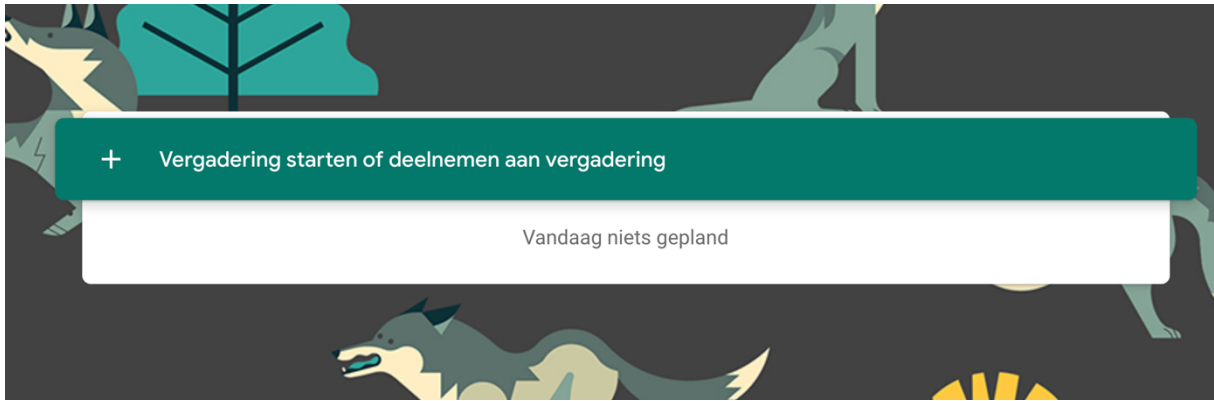 Vergadering starten of deelnemen aan vergadering
Vandaag niets gepland